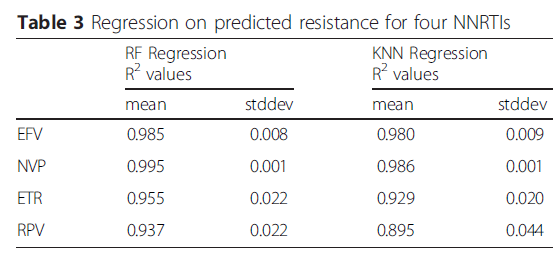 Table 3 Regression on predicted resistance for four NNRTIs
RF Regression KNN Regression
R² values R² values
mean stddev mean stddev
EFV 0.985 0.008 0.980 0.009
NVP 0.995 0.001 0.986 0.001
ETR 0.955 0.022 0.929 0.020
RPV 0.937 0.022 0.895 0.044